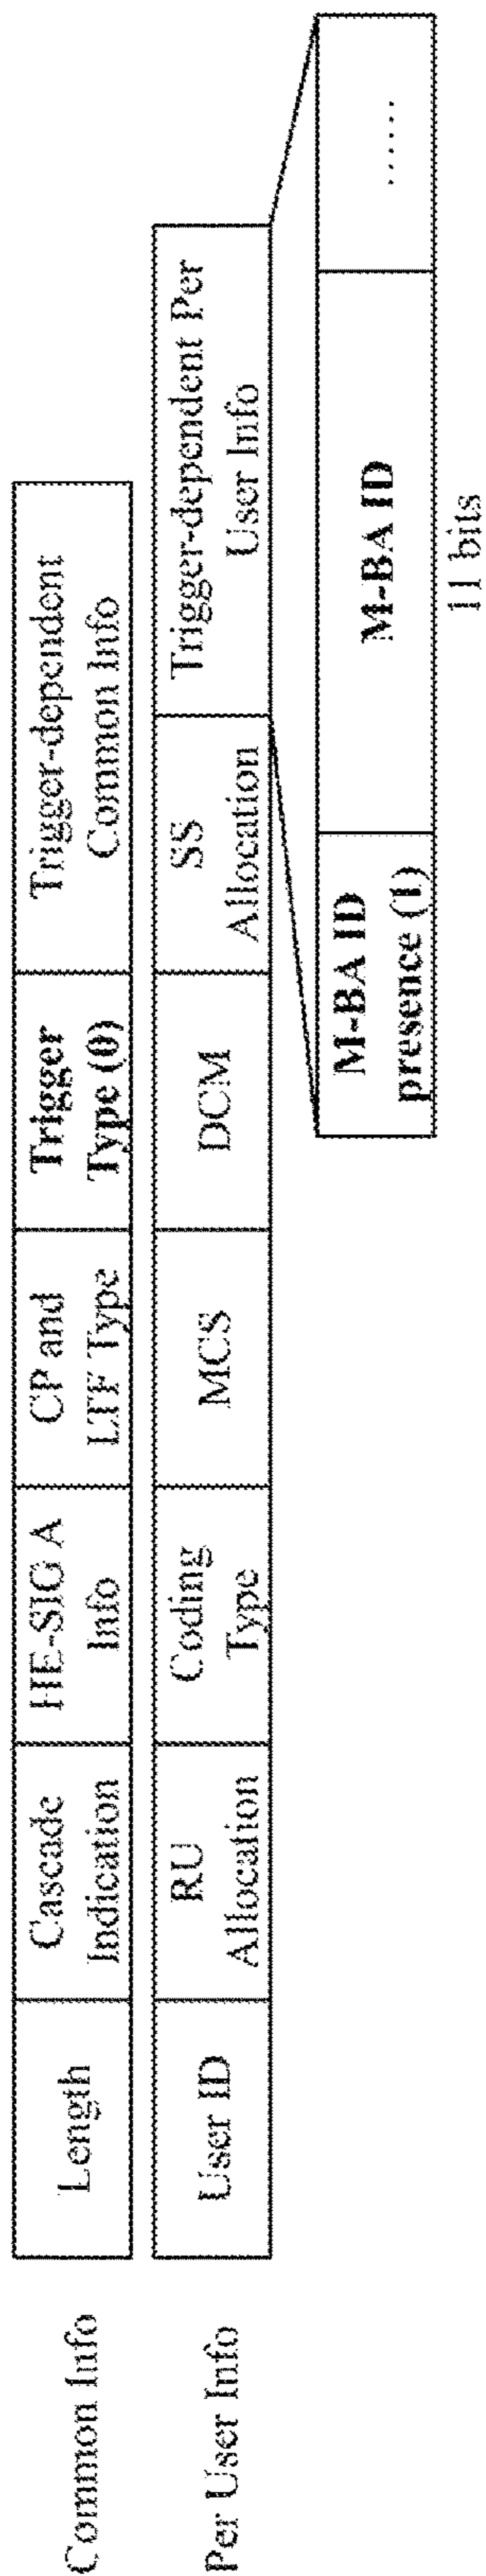 Common Info
Length
Cascade
Indication
HE-SIG A
Info
CP and
LTF Type
Trigger
Type (0)
Trigger-dependent
Common Info
Per User Info
User ID
RU
Allocation
Coding
Type
MCS
DCM
SS
Allocation
Trigger-dependent Per
User Info
M-BA ID
presence (1)
M-BA ID
......
11 bits